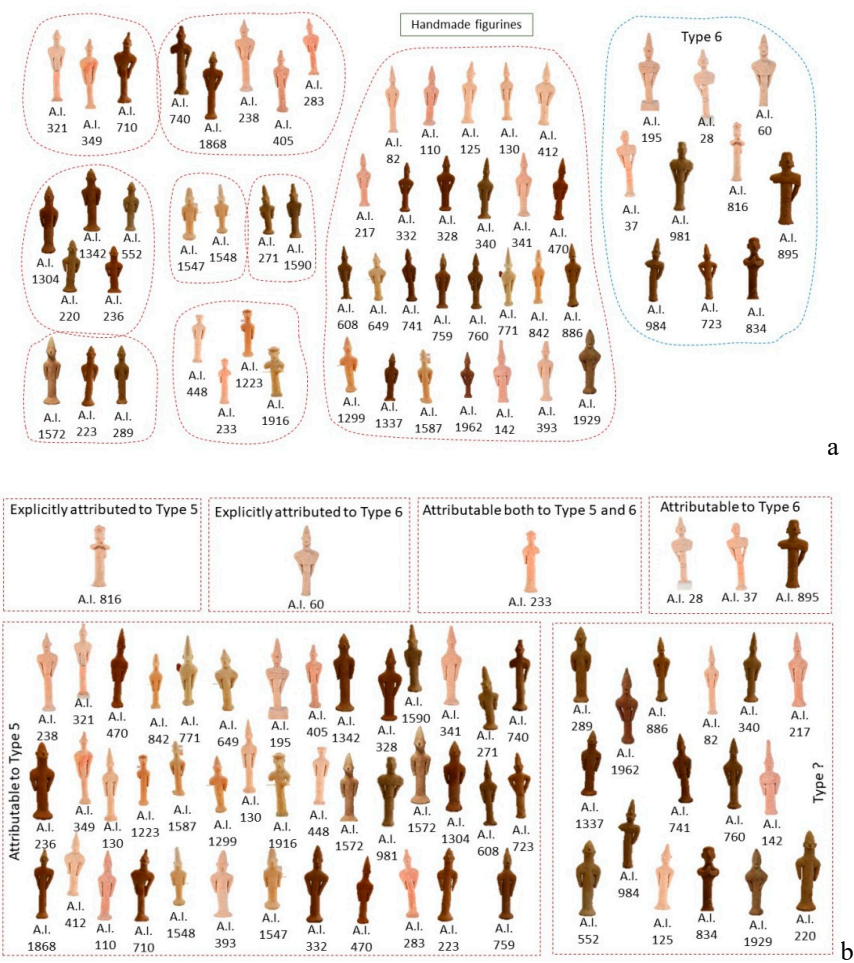 Handmade figurines
A.I.
321
A.I.
349
A.I.
710
A.I.
740
A.I.
1868
A.I.
238
A.I.
405
A.I.
283
A.I.
1304
A.I.
1342
A.I.
552
A.I.
220
A.I.
236
A.I.
1547
A.I.
1548
A.I.
271
A.I.
1590
A.I.
1572
A.I.
223
A.I.
289
A.I.
448
A.I.
233
A.I.
1223
A.I.
1916
A.I.
82
A.I.
110
A.I.
125
A.I.
130
A.I.
412
A.I.
217
A.I.
332
A.I.
328
A.I.
340
A.I.
341
A.I.
470
A.I.
608
A.I.
649
A.I.
741
A.I.
759
A.I.
760
A.I.
771
A.I.
842
A.I.
886
A.I.
1299
A.I.
1337
A.I.
1587
A.I.
1962
A.I.
142
A.I.
393
A.I.
1929
Type 6
A.I.
195
A.I.
28
A.I.
60
A.I.
37
A.I.
981
A.I.
816
A.I.
895
A.I.
984
A.I.
723
A.I.
834
a
Explicitly attributed to Type 5
A.I. 816
Explicitly attributed to Type 6
A.I. 60
Attributable both to Type 5 and 6
A.I. 233
Attributable to Type 6
A.I. 28
A.I. 37
A.I. 895
Attributable to Type 5
A.I.
238
A.I.
321
A.I.
470
A.I.
842
A.I.
771
A.I.
649
A.I.
195
A.I.
405
A.I.
1342
A.I.
328
A.I.
1590
A.I.
341
A.I.
271
A.I.
740
A.I.
236
A.I.
349
A.I.
130
A.I.
1223
A.I.
1587
A.I.
1299
A.I.
130
A.I.
1916
A.I.
448
A.I.
1572
A.I.
981
A.I.
1572
A.I.
1304
A.I.
608
A.I.
723
A.I.
1868
A.I.
412
A.I.
110
A.I.
710
A.I.
1548
A.I.
393
A.I.
1547
A.I.
332
A.I.
470
A.I.
283
A.I.
223
A.I.
759
Type ?
A.I.
289
A.I.
1962
A.I.
886
A.I.
82
A.I.
340
A.I.
217
A.I.
1337
A.I.
741
A.I.
760
A.I.
142
A.I.
984
A.I.
552
A.I.
125
A.I.
834
A.I.
1929
A.I.
220
b